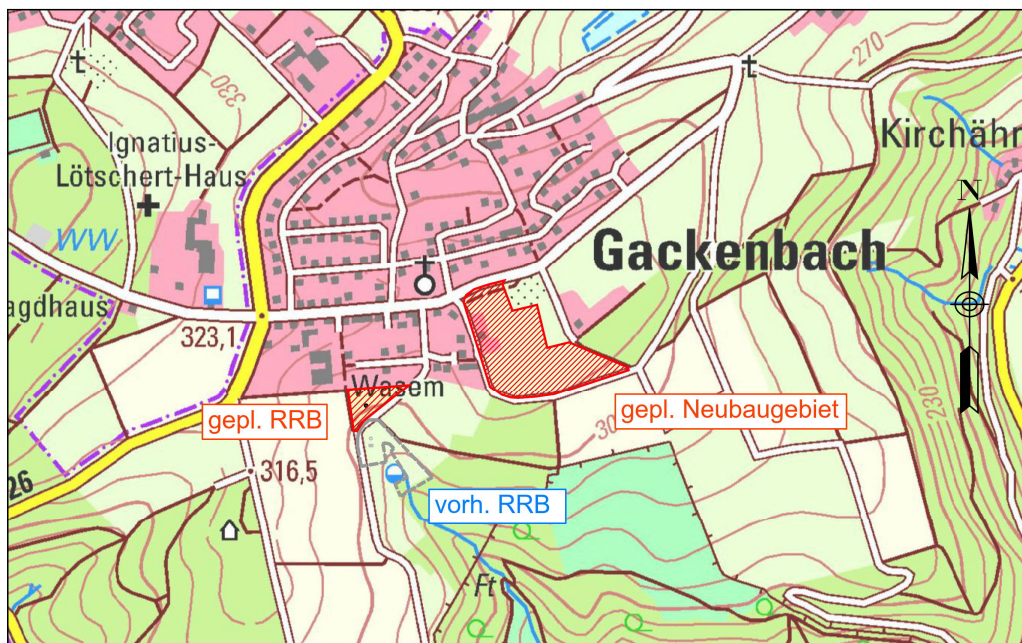 330
270
Ignatius-
Lötschert-Haus
Kirchähr
N
WW
Gackenbach
agdhaus
323,1
Wasem
gepl. RRB
gepl. Neubaugebiet
30
230
316,5
26
vorh. RRB
Ft